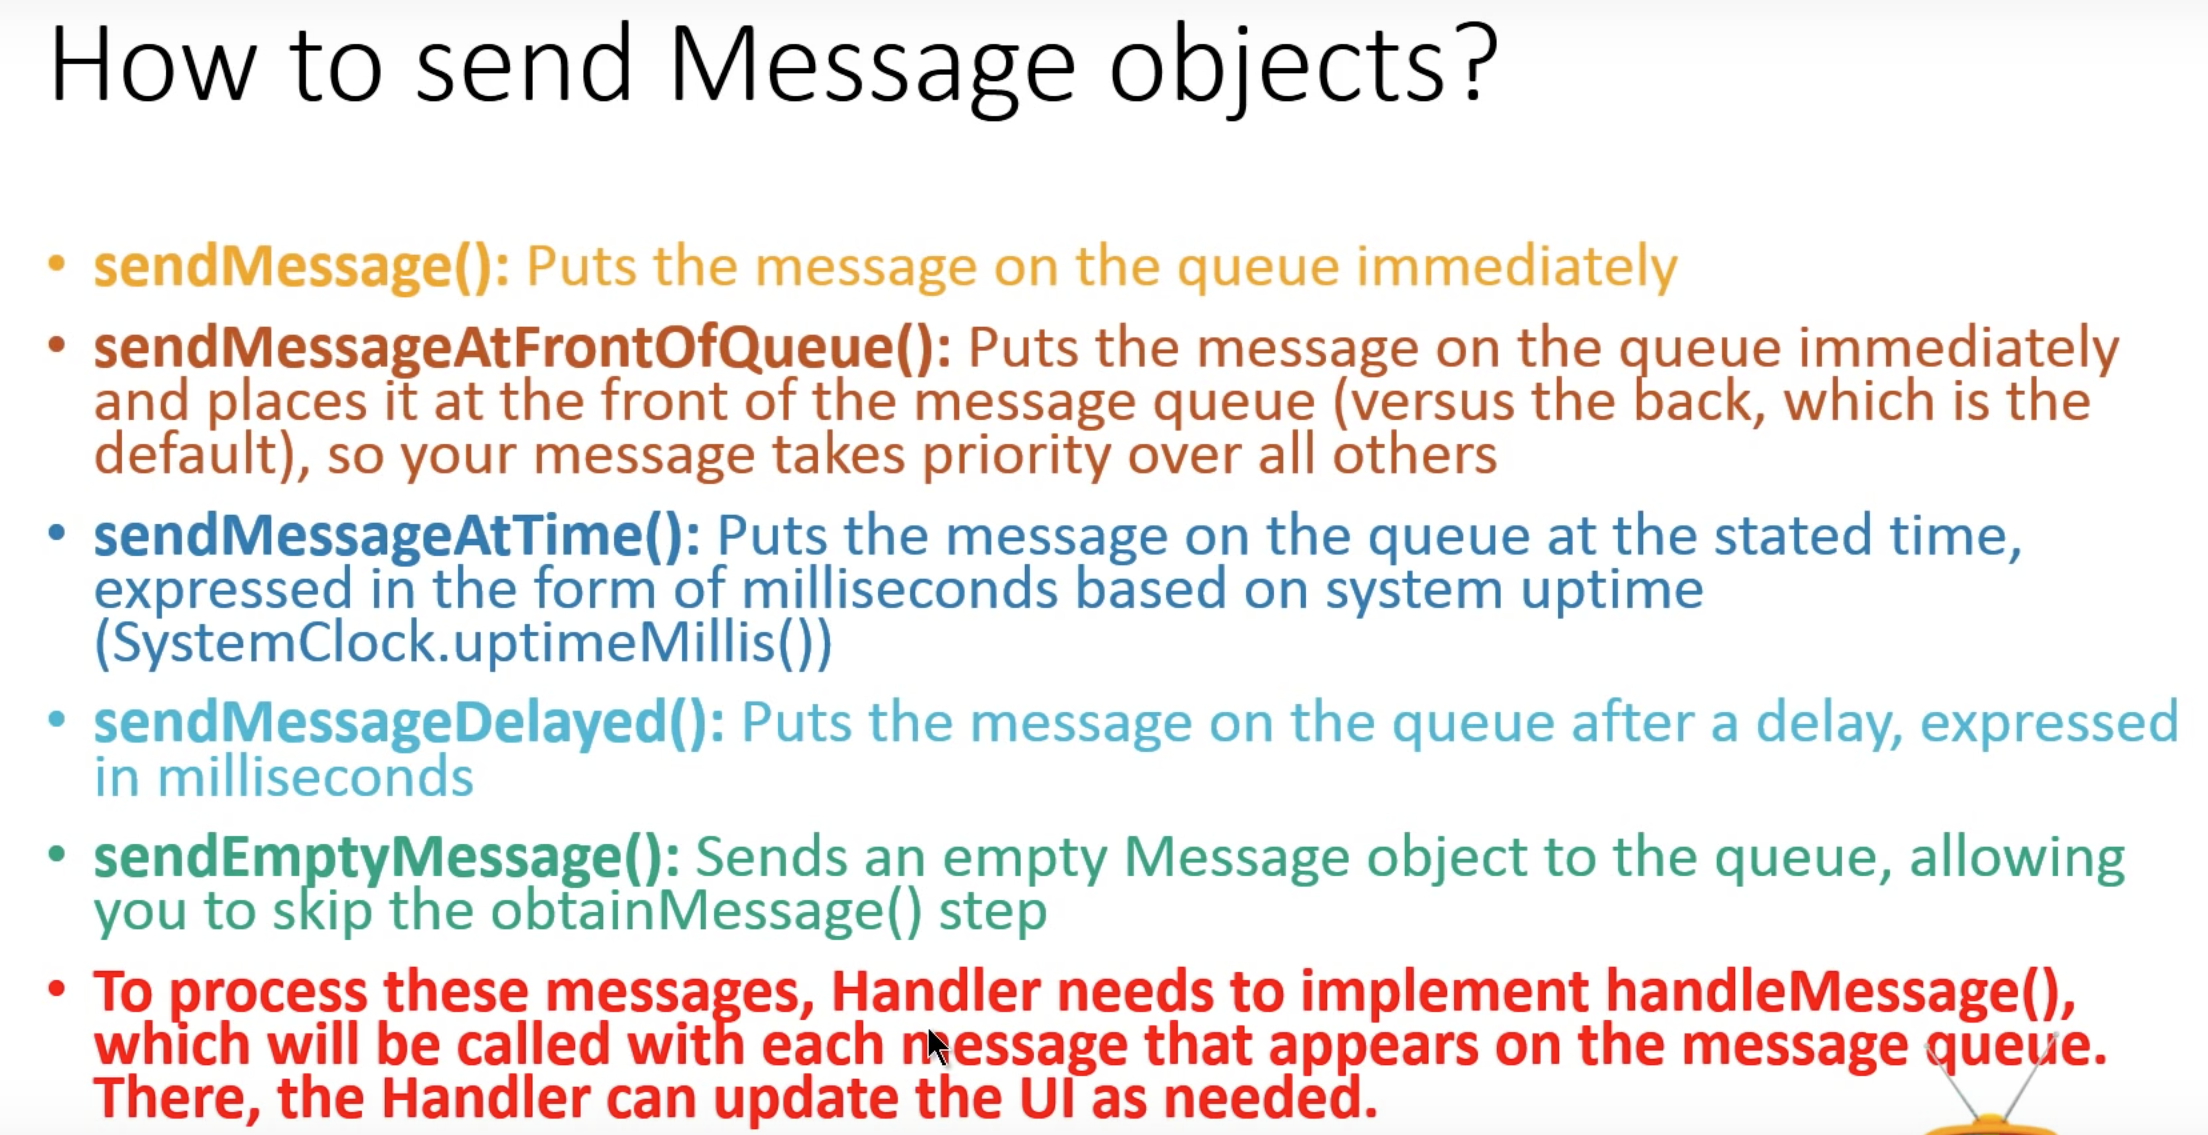 How to send Message objects?
• sendMessage(): Puts the message on the queue immediately
• sendMessageAtFrontOfQueue(): Puts the message on the queue immediately
and places it at the front of the message queue (versus the back, which is the
default), so your message takes priority over all others
• sendMessageAtTime(): Puts the message on the queue at the stated time,
expressed in the form of milliseconds based on system uptime
(SystemClock.uptimeMillis())
• sendMessageDelayed(): Puts the message on the queue after a delay, expressed
in milliseconds
• sendEmptyMessage(): Sends an empty Message object to the queue, allowing
you to skip the obtainMessage() step
• To process these messages, Handler needs to implement handleMessage(),
which will be called with each message that appears on the message queue.
There, the Handler can update the UI as needed.